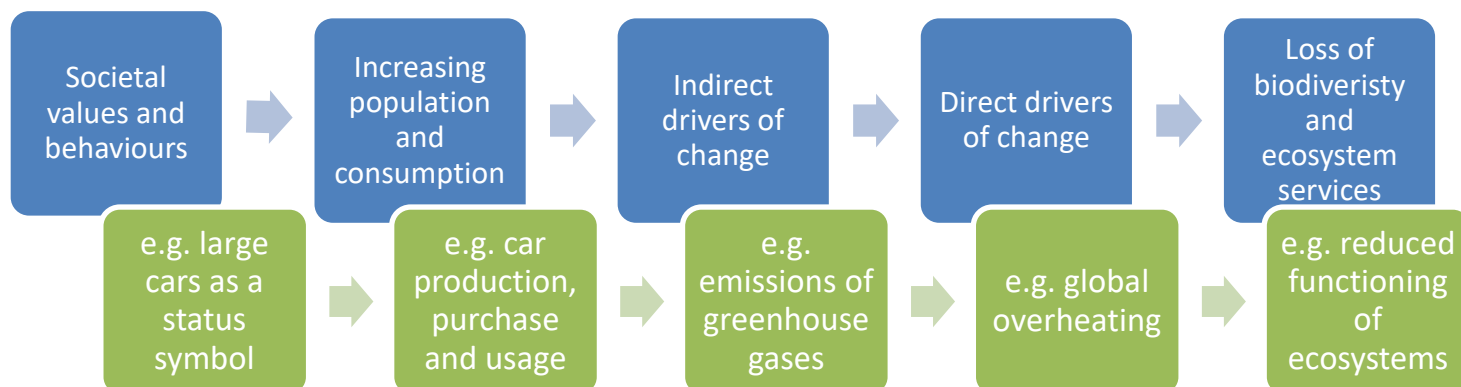 Societal
values and
behaviours
Increasing
population
and
consumption
Indirect
drivers of
change
Direct drivers
of change
Loss of
biodiveristy
and
ecosystem
services
e.g. large
cars as a
status
symbol
e.g. car
production,
purchase
and usage
e.g.
emissions of
greenhouse
gases
e.g. global
overheating
e.g. reduced
functioning
of
ecosystems